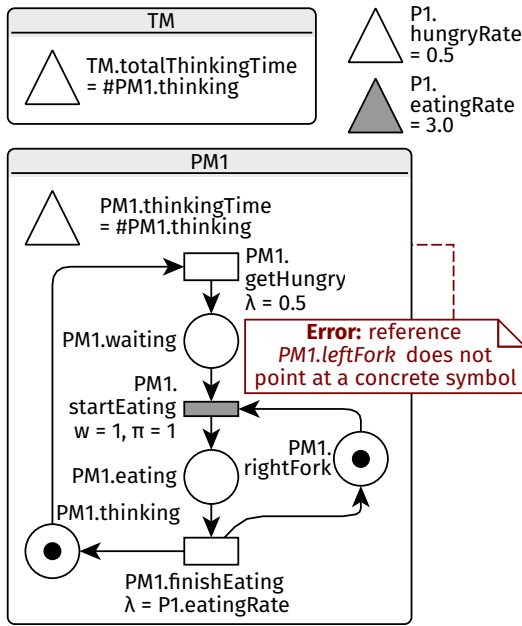 TM
TM.totalThinkingTime
= #PM1.thinking
P1.
hungryRate
= 0.5
P1.
eatingRate
= 3.0
PM1
PM1.thinkingTime
= #PM1.thinking
PM1.
getHungry
λ = 0.5
PM1.waiting
Error: reference
PM1.leftFork does not
point at a concrete symbol
PM1.
startEating
w = 1, π = 1
PM1.
rightFork
PM1.eating
PM1.thinking
PM1.finishEating
λ = P1.eatingRate